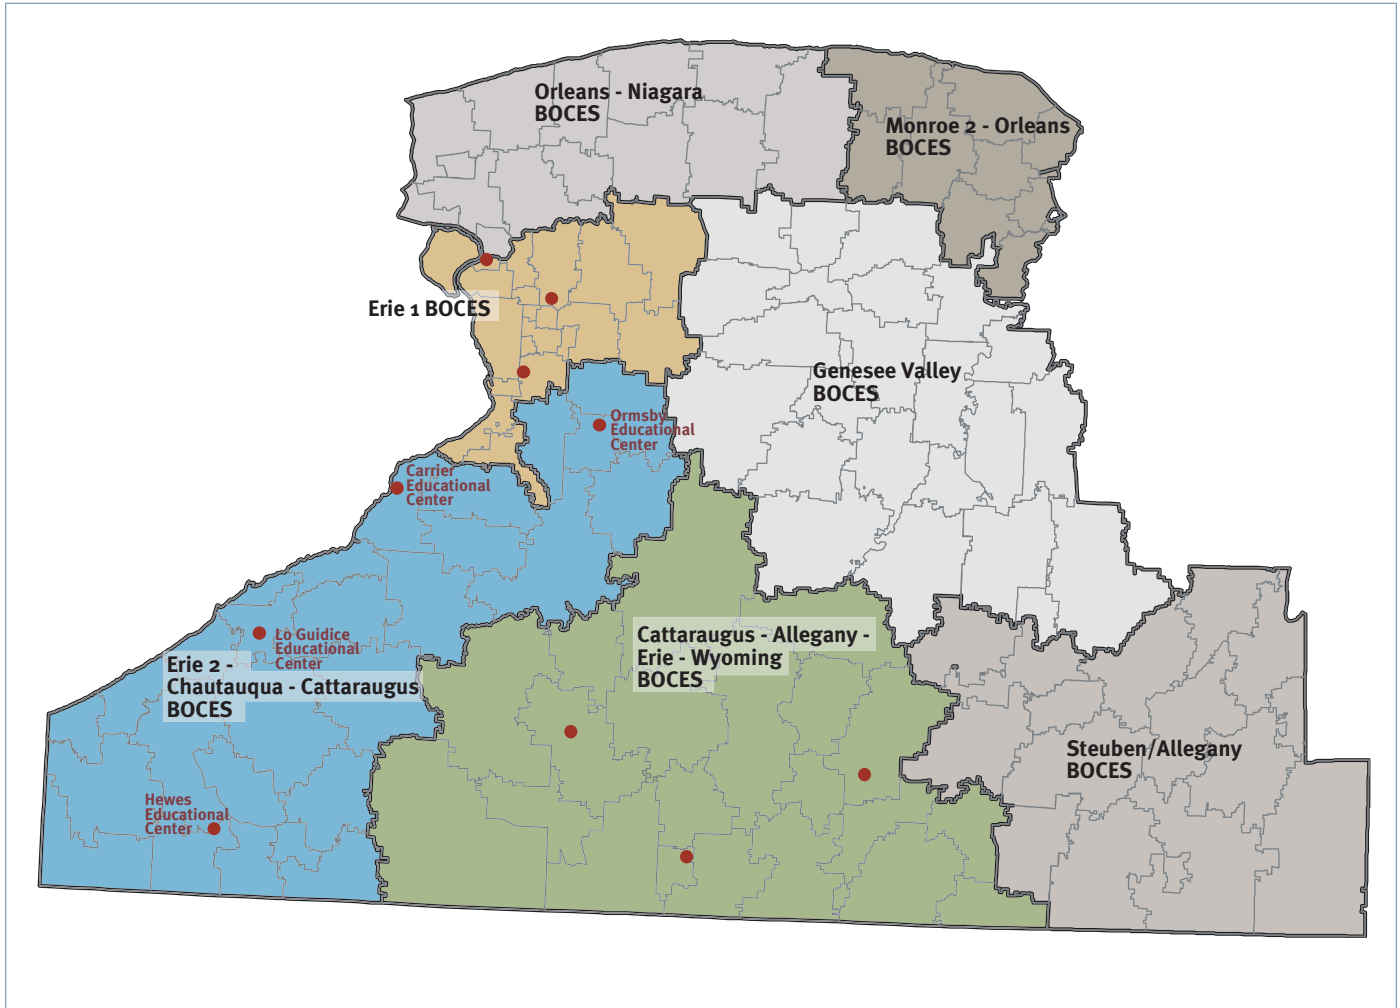 Orleans - Niagara
BOCES
Monroe 2 - Orleans
BOCES
Erie 1 BOCES
Genesee Valley
BOCES
Ormsby
Educational
Center
Carrier
Educational
Center
Lo Guidice
Educational
Center
Erie 2 -
Chautauqua - Cattaraugus
BOCES
Cattaraugus - Allegany -
Erie - Wyoming
BOCES
Steuben/Allegany
BOCES
Hewes
Educational
Center